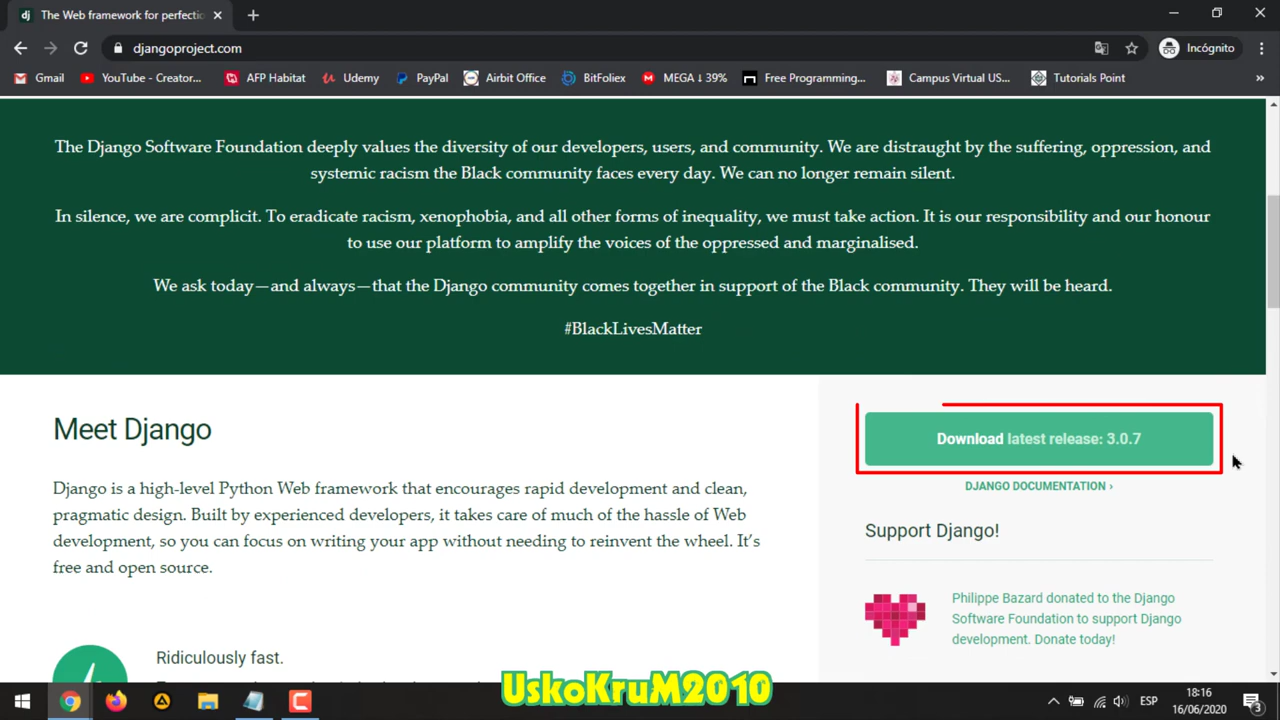 dj The Web framework for perfectio
djangoproject.com
Incógnito
Gmail
YouTube - Creator...
AFP Habitat
Udemy
PayPal
Airbit Office
BitFoliex
MEGA ⇂ 39%
Free Programming...
Campus Virtual US...
Tutorials Point
»
The Django Software Foundation deeply values the diversity of our developers, users, and community. We are distraught by the suffering, oppression, and
systemic racism the Black community faces every day. We can no longer remain silent.
In silence, we are complicit. To eradicate racism, xenophobia, and all other forms of inequality, we must take action. It is our responsibility and our honour
to use our platform to amplify the voices of the oppressed and marginalised.
We ask today—and always—that the Django community comes together in support of the Black community. They will be heard.
#BlackLivesMatter
Meet Django
Django is a high-level Python Web framework that encourages rapid development and clean,
pragmatic design. Built by experienced developers, it takes care of much of the hassle of Web
development, so you can focus on writing your app without needing to reinvent the wheel. It's
free and open source.
Ridiculously fast.
Download latest release: 3.0.7
DJANGO DOCUMENTATION ›
Support Django!
Philippe Bazard donated to the Django
Software Foundation to support Django
development. Donate today!
UskoKruM2010
ESP
18:16
16/06/2020
3